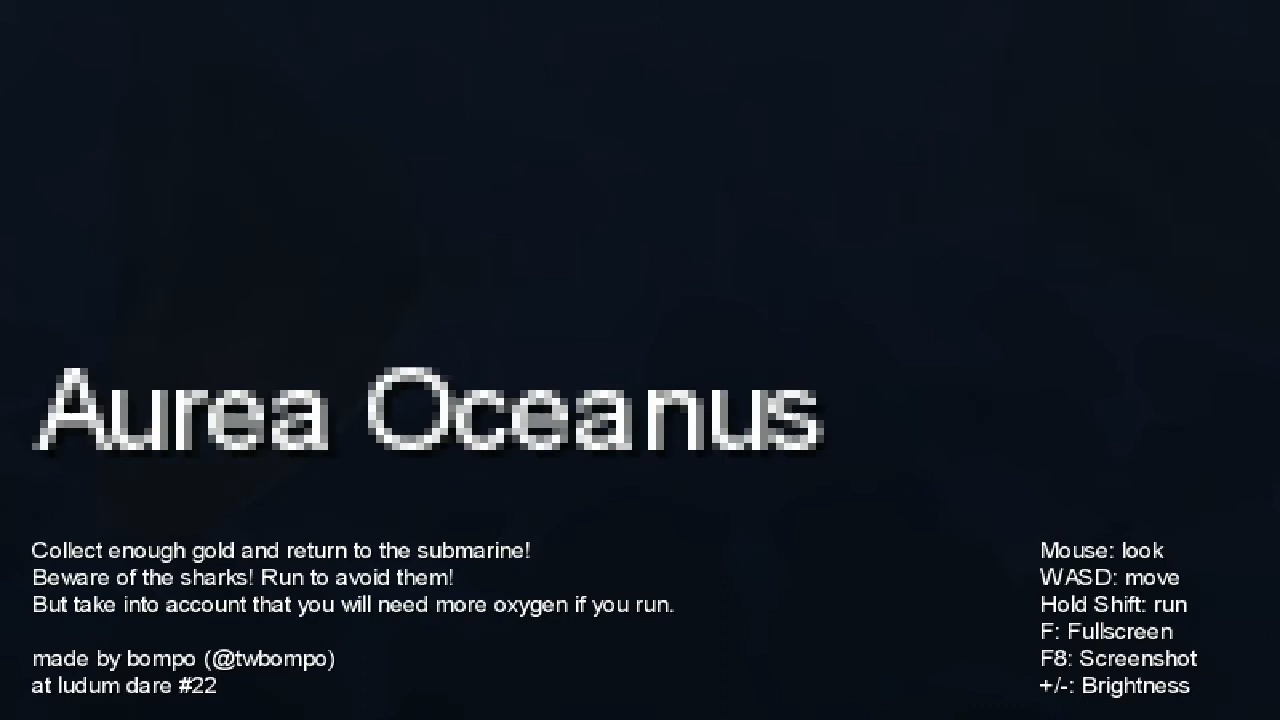 Aurea Oceanus
Collect enough gold and return to the submarine!
Beware of the sharks! Run to avoid them!
But take into account that you will need more oxygen if you run.
made by bompo (@twbompo)
at ludum dare #22
Mouse: look
WASD: move
Hold Shift: run
F: Fullscreen
F8: Screenshot
+/-: Brightness